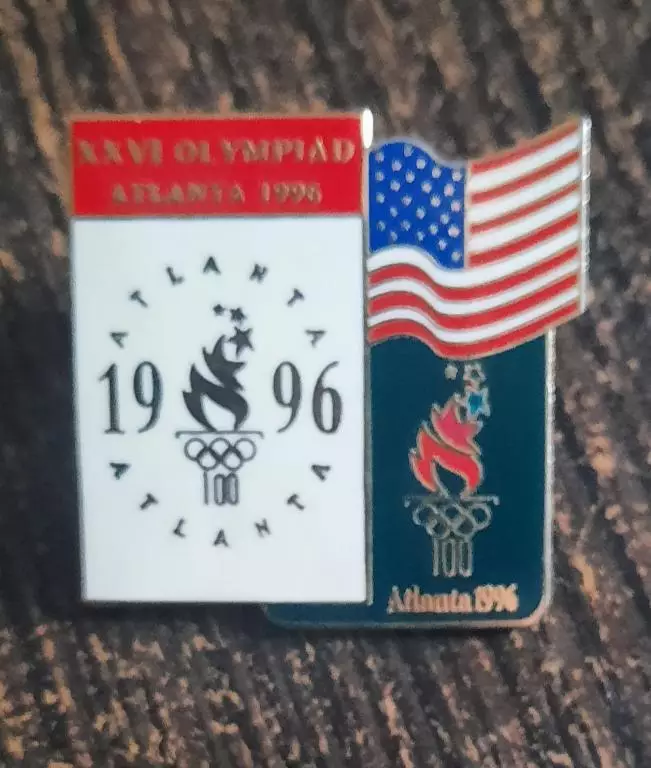 XXVI OLYMPIAD
ATLANTA 1996
ATLANTA
19 96
100
ATLANTA
100
Atlanta 1996